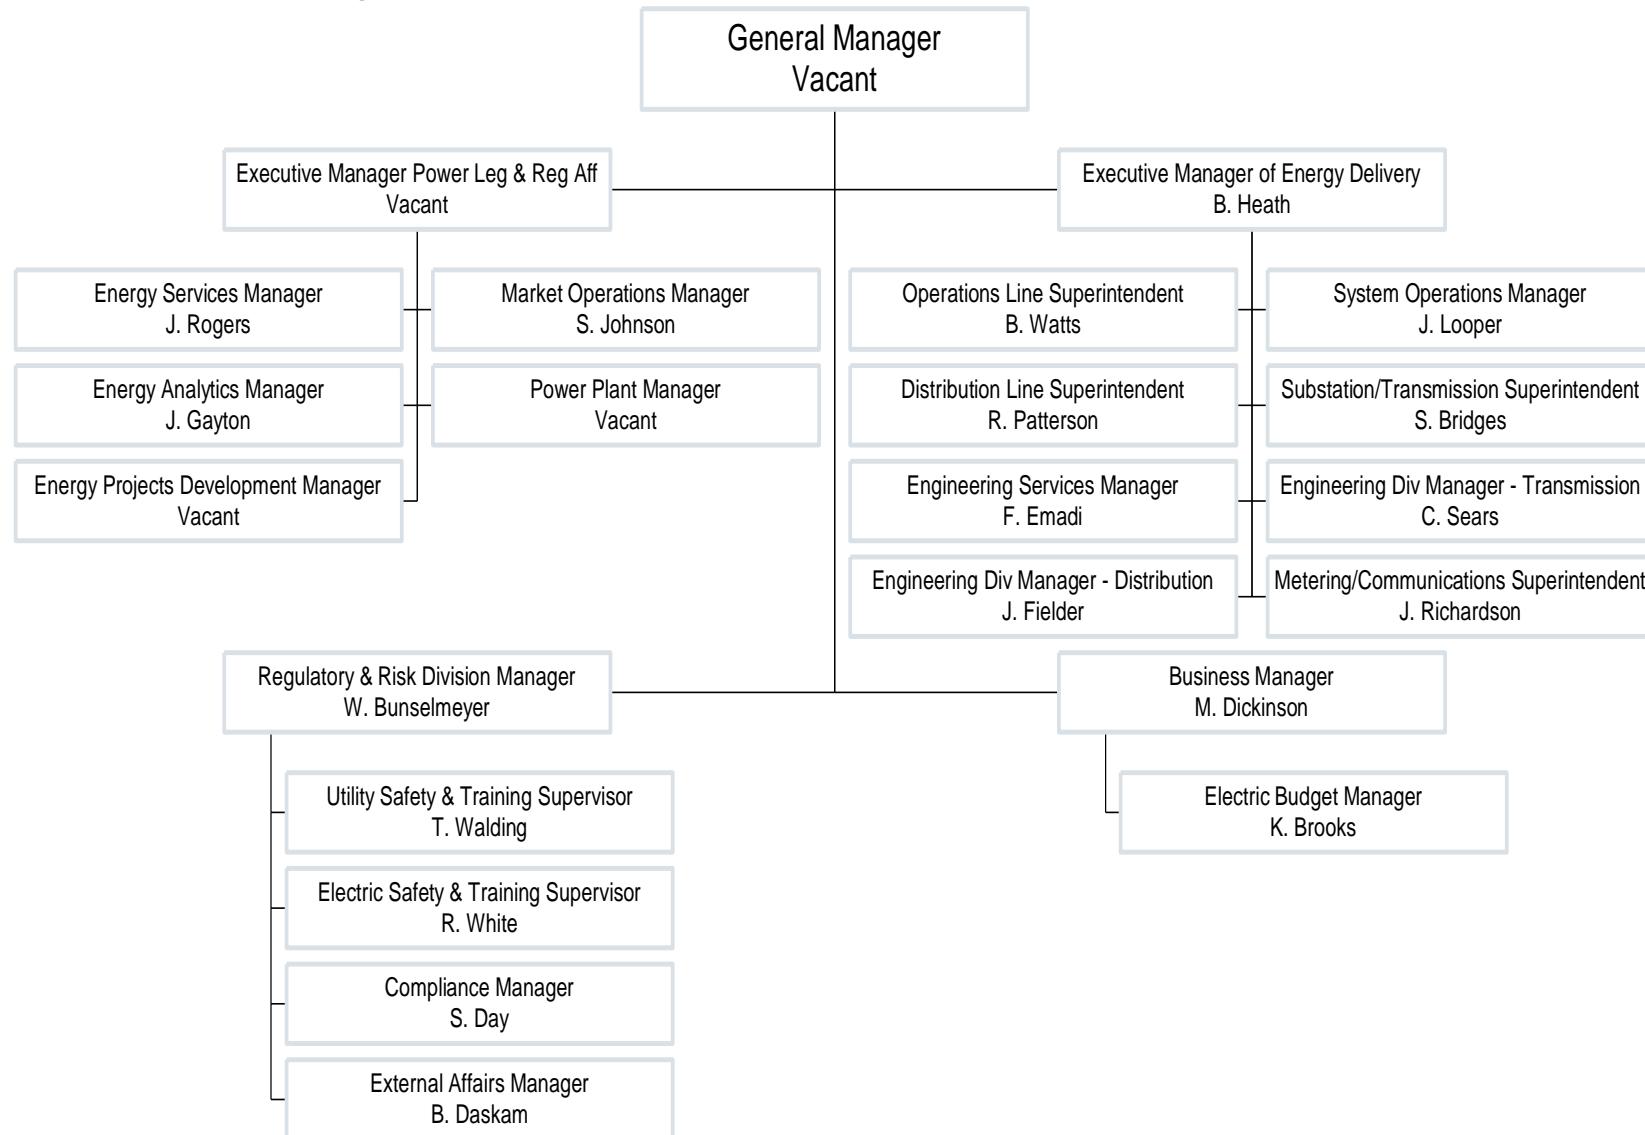 General Manager
Vacant
Executive Manager Power Leg & Reg Aff
Vacant
Executive Manager of Energy Delivery
B. Heath
Energy Services Manager
J. Rogers
Market Operations Manager
S. Johnson
Operations Line Superintendent
B. Watts
System Operations Manager
J. Looper
Energy Analytics Manager
J. Gayton
Power Plant Manager
Vacant
Distribution Line Superintendent
R. Patterson
Substation/Transmission Superintendent
S. Bridges
Energy Projects Development Manager
Vacant
Engineering Services Manager
F. Emadi
Engineering Div Manager - Transmission
C. Sears
Engineering Div Manager - Distribution
J. Fielder
Metering/Communications Superintendent
J. Richardson
Regulatory & Risk Division Manager
W. Bunselmeyer
Business Manager
M. Dickinson
Utility Safety & Training Supervisor
T. Walding
Electric Budget Manager
K. Brooks
Electric Safety & Training Supervisor
R. White
Compliance Manager
S. Day
External Affairs Manager
B. Daskam